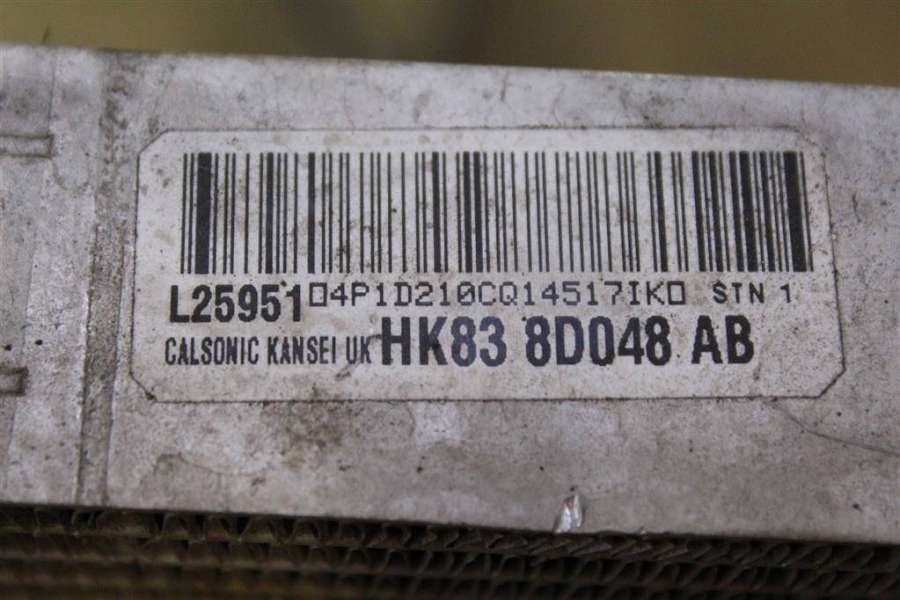 L25951 04P1D210CQ14517IK0 STN 1
CALSONIC KANSEI UK HK83 8D048 AB